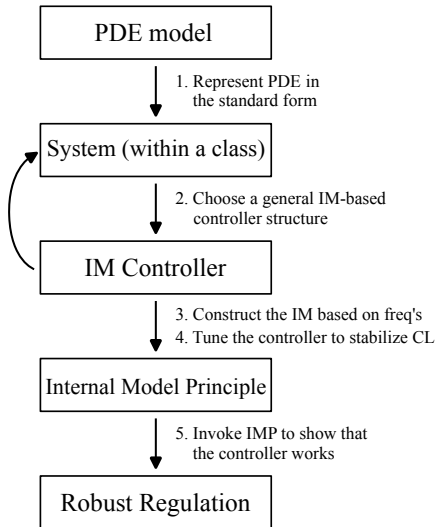 PDE model
1. Represent PDE in
the standard form
System (within a class)
2. Choose a general IM-based
controller structure
IM Controller
3. Construct the IM based on freq's
4. Tune the controller to stabilize CL
Internal Model Principle
5. Invoke IMP to show that
the controller works
Robust Regulation